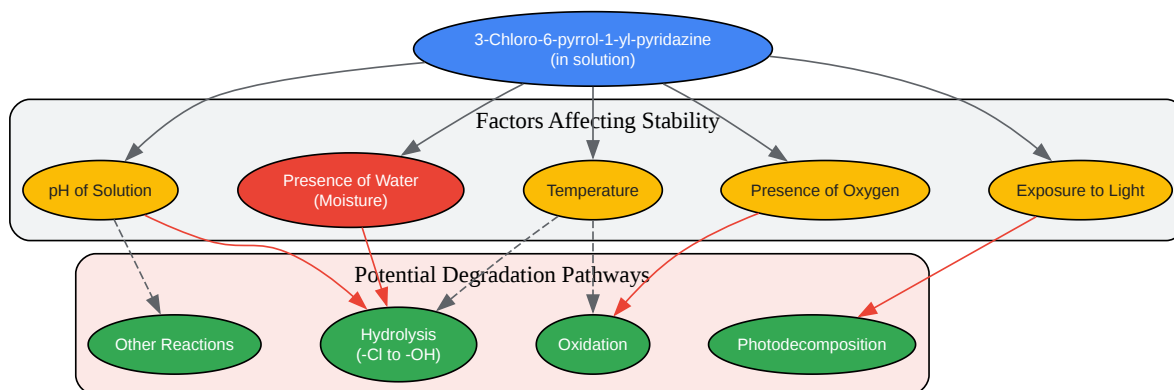 3-Chloro-6-pyrrol-1-yl-pyridazine
(in solution)
Factors Affecting Stability
pH of Solution
Presence of Water
(Moisture)
Temperature
Presence of Oxygen
Exposure to Light
Potential Degradation Pathways
Other Reactions
Hydrolysis
(-Cl to -OH)
Oxidation
Photodecomposition